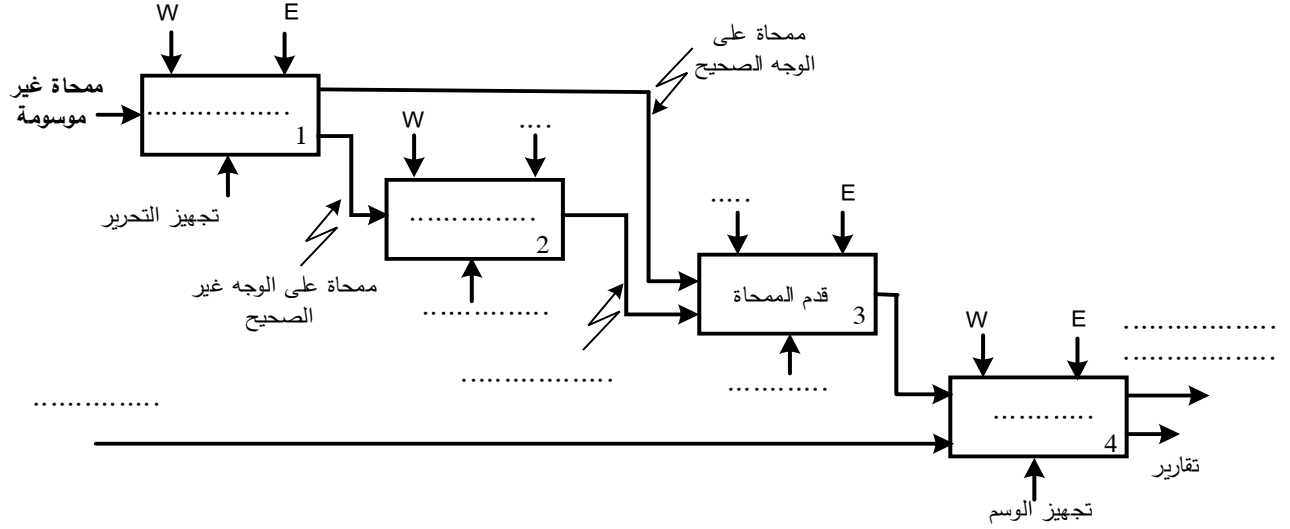 W
E
ممحاة غير
موسومة
..................
1
تجهيز التحرير
ممحاة على
الوجه الصحيح
W
....
................
2
................
ممحاة على الوجه غير
الصحيح
.....
E
قدم الممحاة
3
.............
...................
W
E
...................
...................
.............
4
تقارير
تجهيز الوسم
................